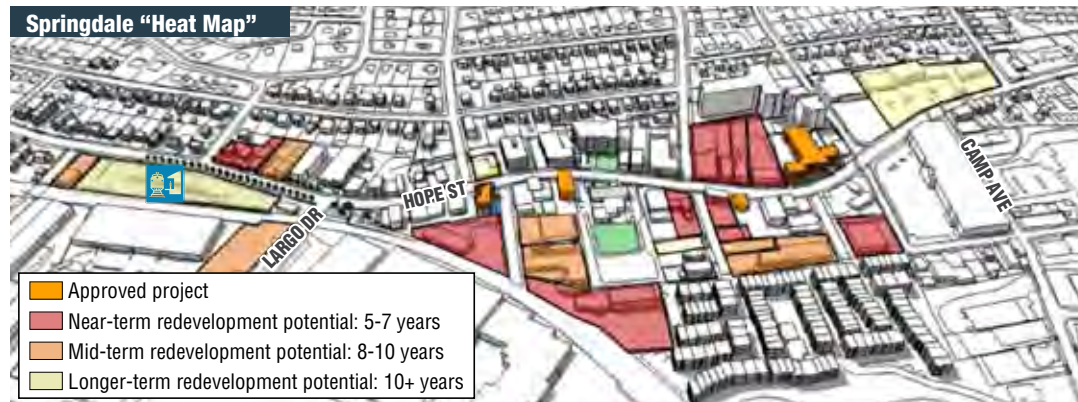 Springdale “Heat Map”
CAMP AVE
HOPE ST
LARGO DR
Approved project
Near-term redevelopment potential: 5-7 years
Mid-term redevelopment potential: 8-10 years
Longer-term redevelopment potential: 10+ years